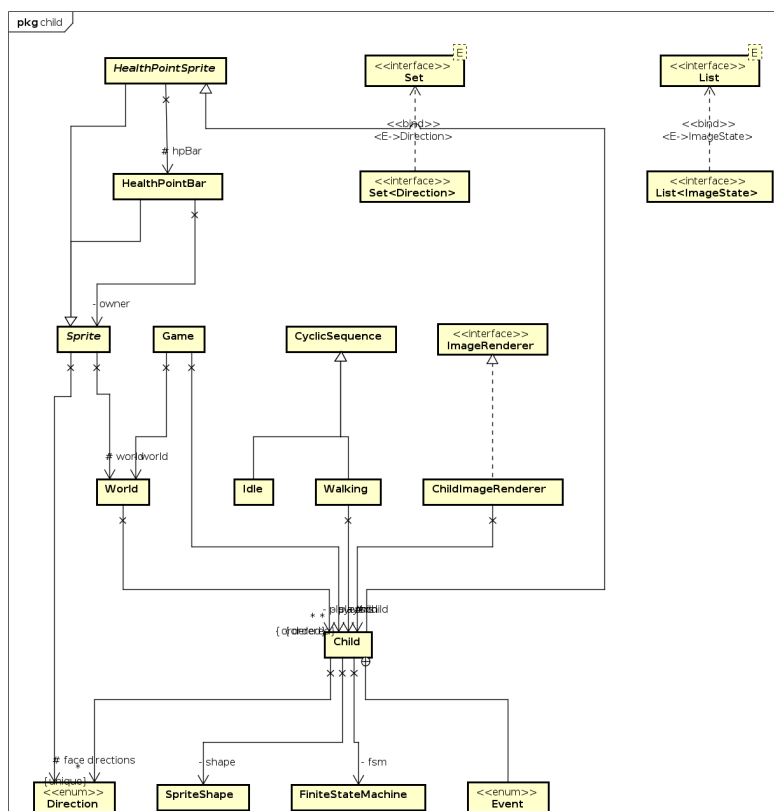 pkg child
HealthPointSprite
E
<<interface>>
Set
E
<<interface>>
List
<<bind>>
<E->Direction>
<<bind>>
<E->ImageState>
# hpBar
HealthPointBar
<<interface>>
Set<Direction>
<<interface>>
List<ImageState>
- owner
Sprite
Game
CyclicSequence
<<interface>>
ImageRenderer
# world
- world
World
Idle
Walking
ChildImageRenderer
* *
Child
# face
directions
*
{unique}
- shape
- fsm
<<enum>>
Direction
SpriteShape
FiniteStateMachine
<<enum>>
Event